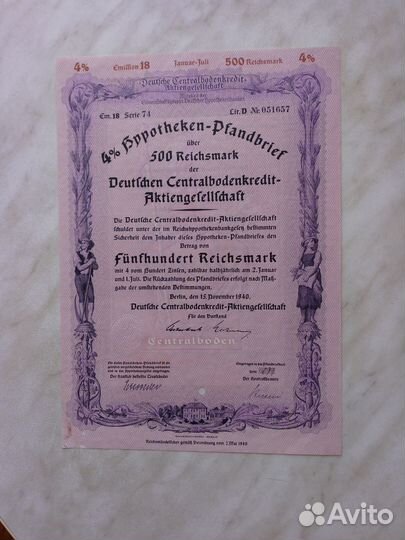 4% Emission 18 Januar-Juli 500 Reichsmark 4%
Deutsche Centralbodenkredit-
Aktiengesellschaft
Em. 18 Serie 74 Lit. D № 051657
4% Hypotheken-Pfandbrief
über
500 Reichsmark
der
Deutschen Centralbodenkredit-
Aktiengesellschaft
Die Deutsche Centralbodenkredit-Aktiengesellschaft
schuldet unter der im Reichshypothekenbankgesetz bestimmten
Sicherheit dem Inhaber dieses Hypotheken-Pfandbriefes den
Betrag von
Fünfhundert Reichsmark
mit 4 vom Hundert Zinsen, zahlbar halbjährlich am 2. Januar
und 1. Juli. Die Rückzahlung des Pfandbriefes erfolgt nach Maß-
gabe der umstehenden Bestimmungen.
Berlin, den 15. November 1940.
Deutsche Centralbodenkredit-Aktiengesellschaft
Für den Vorstand
Centralboden
Avito